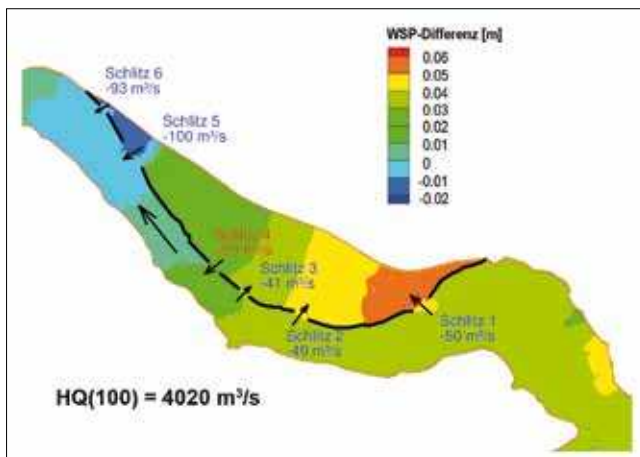 WSP-Differenz [m]
0.06
0.05
0.04
0.03
0.02
0.01
0
-0.01
-0.02
Schlitz 6
-93 m³/s
Schlitz 5
-100 m³/s
Schlitz 4
Schlitz 3
-41 m³/s
Schlitz 2
-49 m³/s
Schlitz 1
-50 m³/s
HQ(100) = 4020 m³/s